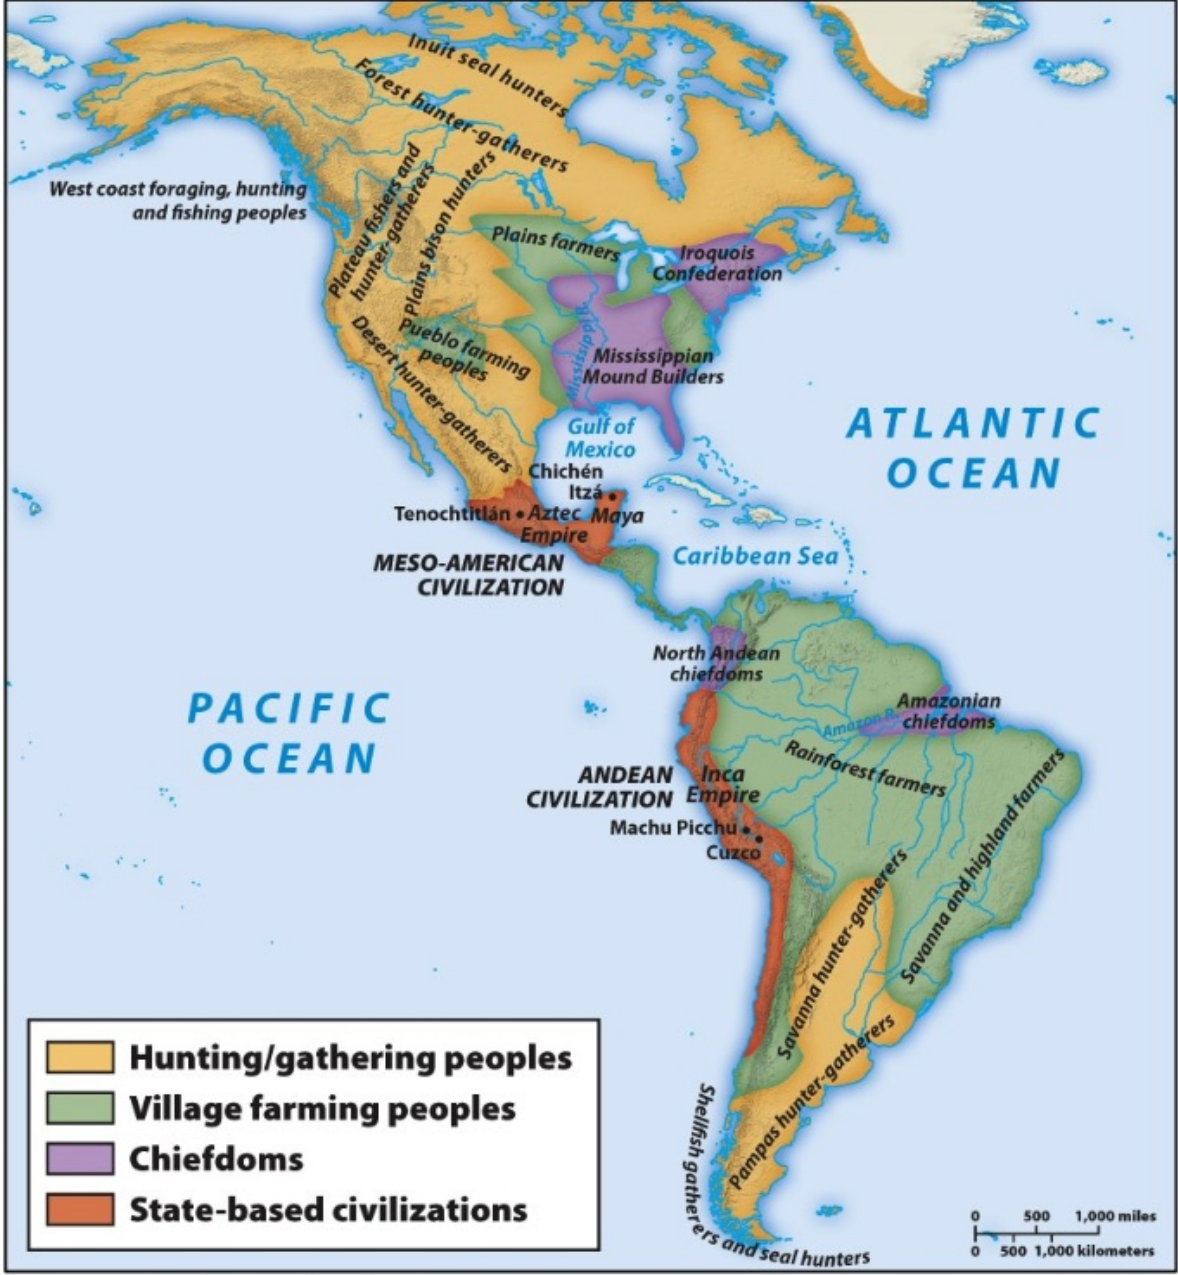 Inuit seal hunters
Forest hunter-gatherers
West coast foraging, hunting
and fishing peoples
Plateau fishers and
hunter-gatherers
Plains bison hunters
Plains farmers
Iroquois
Confederation
Pueblo farming
peoples
Desert hunter-gatherers
Mississippi R.
Mississippian
Mound Builders
Gulf of
Mexico
ATLANTIC
OCEAN
Chichén
Itzá
Tenochtitlán
Aztec
Empire
Maya
MESO-AMERICAN
CIVILIZATION
Caribbean Sea
North Andean
chiefdoms
PACIFIC
OCEAN
Amazonian
chiefdoms
Amazon R.
Rainforest farmers
ANDEAN
CIVILIZATION
Inca
Empire
Machu Picchu
Cuzco
Savanna and highland farmers
Savanna hunter-gatherers
Pampas hunter-gatherers
Shellfish gatherers and seal hunters
Hunting/gathering peoples
Village farming peoples
Chiefdoms
State-based civilizations
0 500 1,000 miles
0 500 1,000 kilometers